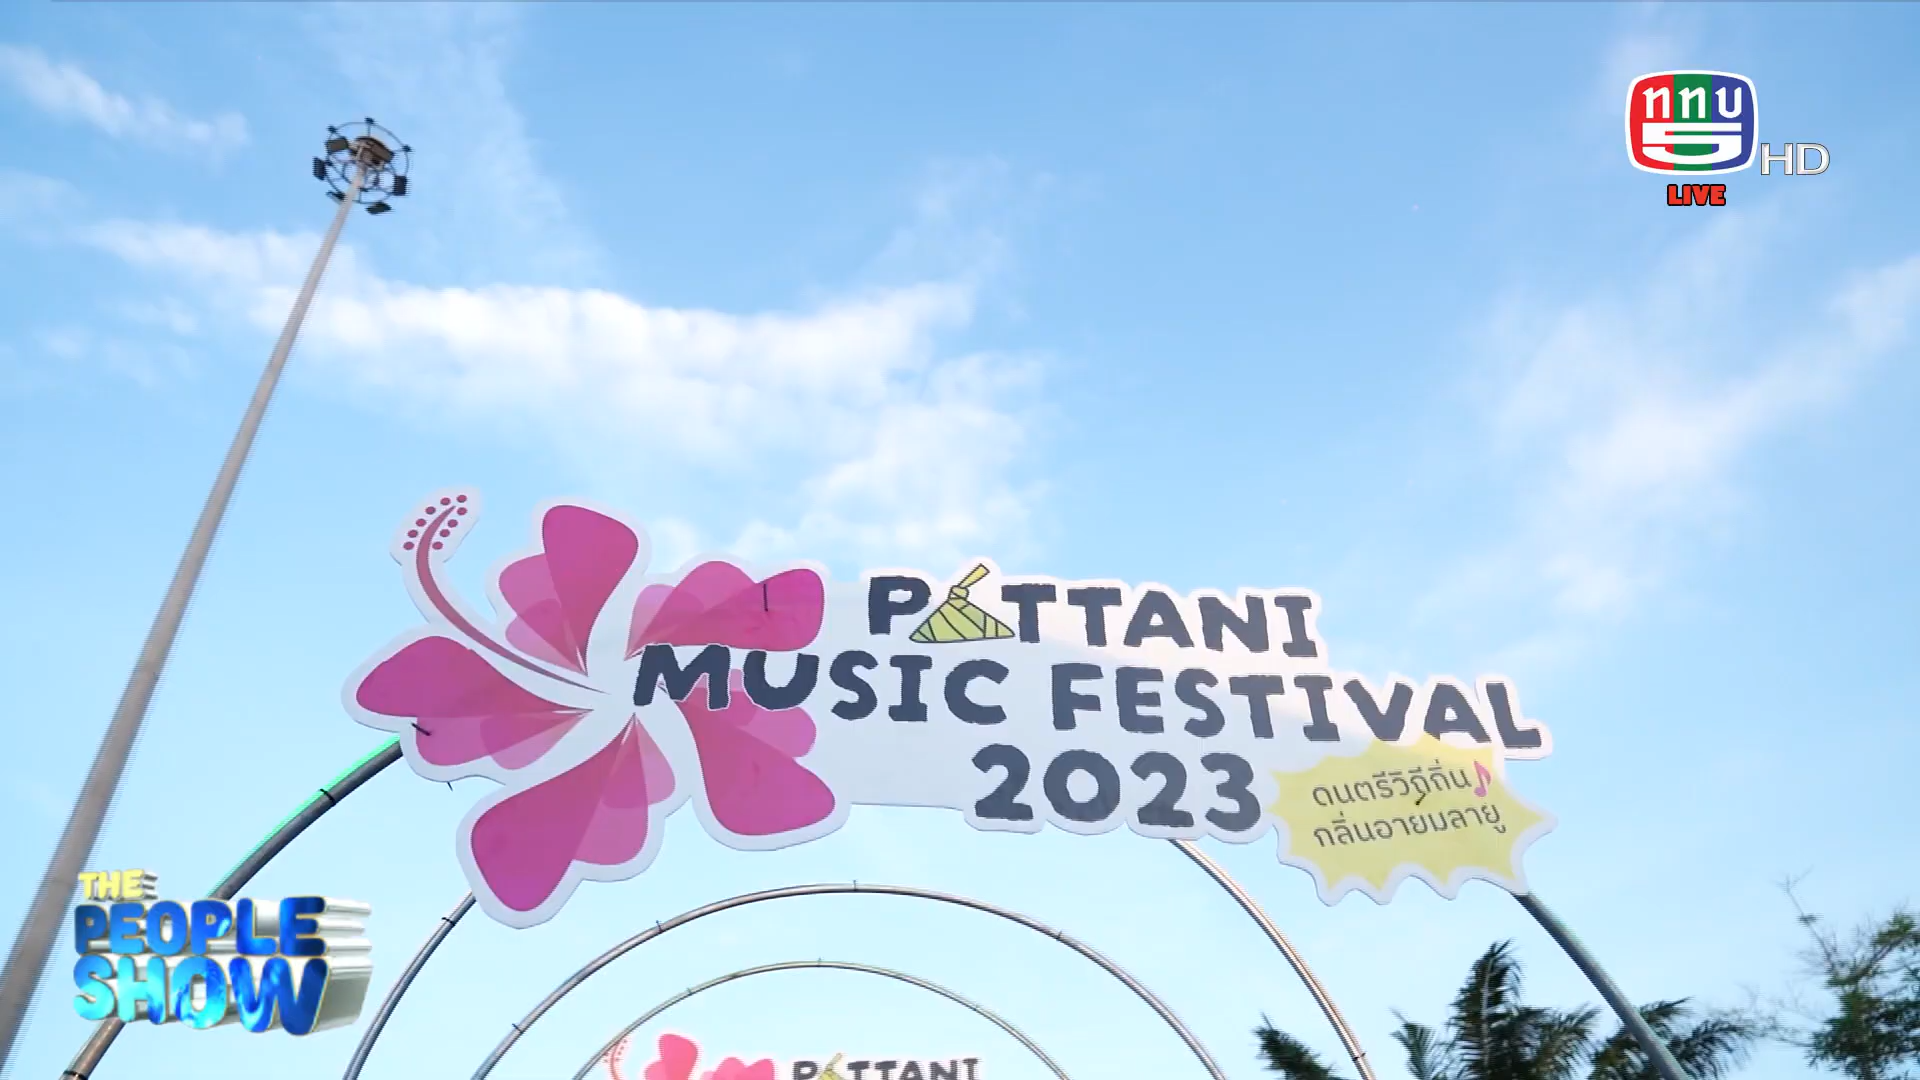 ททบ
5 HD
LIVE
PATTANI
MUSIC FESTIVAL
2023
ดนตรีวิถีถิ่น
กลิ่นอายมลายู
THE
PEOPLE
SHOW
PATTANI